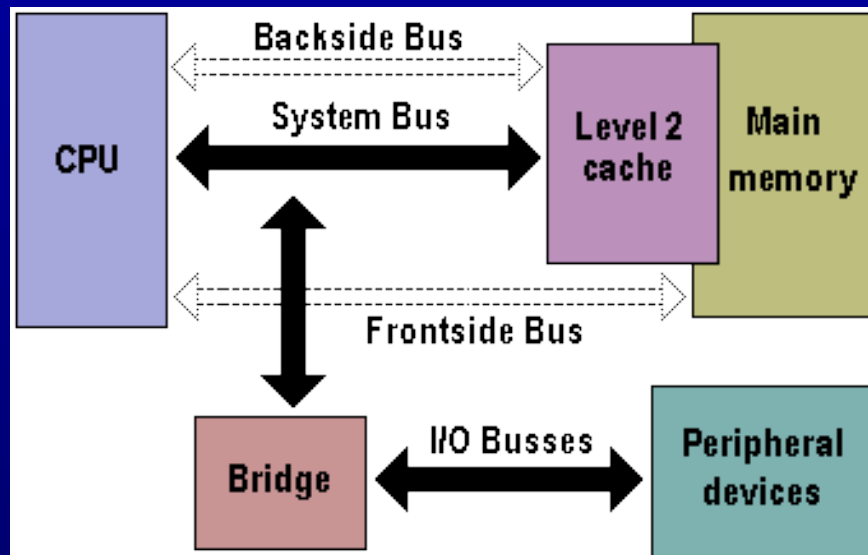 Backside Bus
System Bus
CPU
Level 2
cache
Main
memory
Frontside Bus
I/O Busses
Bridge
Peripheral
devices